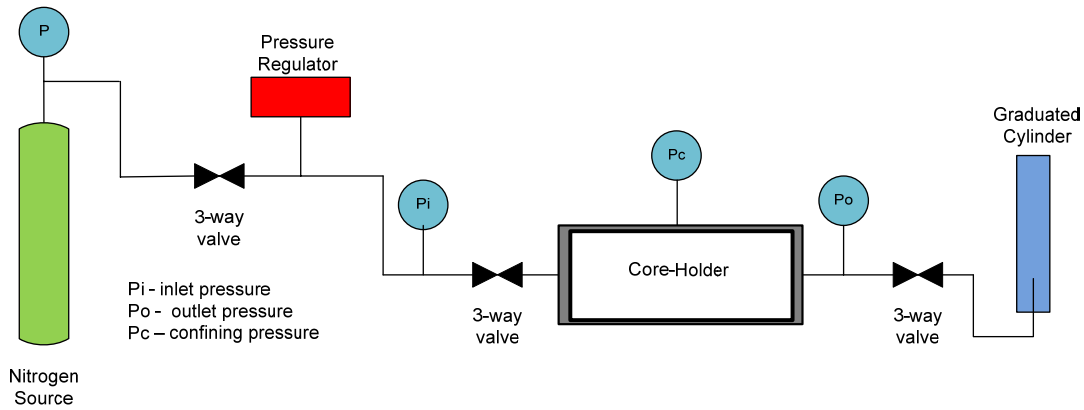 P
Pressure
Regulator
Graduated
Cylinder
Pc
Pi
Po
3-way
valve
Core-Holder
Pi - inlet pressure
Po -  outlet pressure
Pc – confining pressure
3-way
valve
3-way
valve
Nitrogen
Source